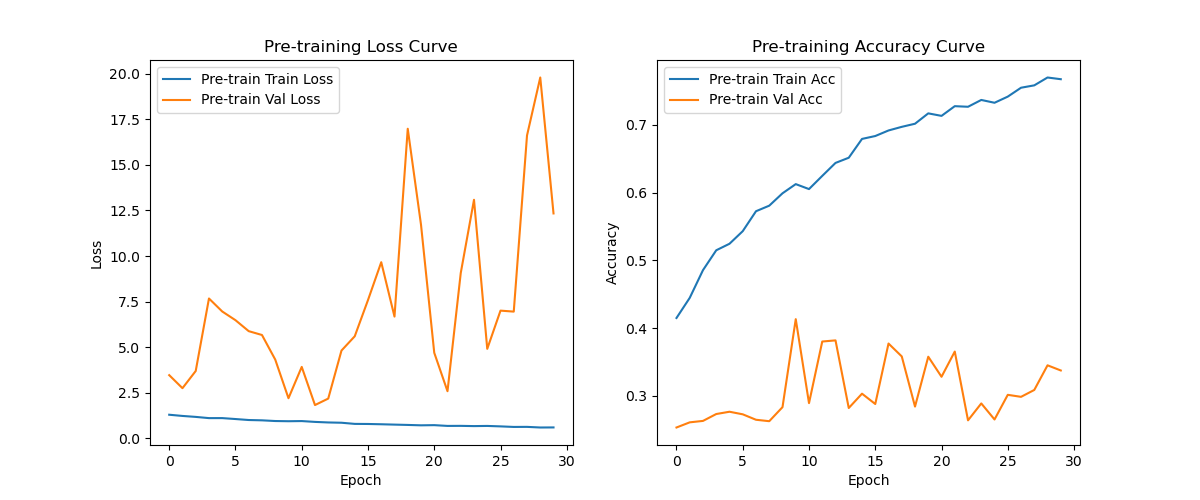 Pre-training Loss Curve
Pre-train Train Loss
Pre-train Val Loss
20.0
17.5
15.0
12.5
10.0
7.5
5.0
2.5
0.0
Loss
0 5 10 15 20 25 30
Epoch
Pre-training Accuracy Curve
Pre-train Train Acc
Pre-train Val Acc
0.7
0.6
0.5
0.4
0.3
Accuracy
0 5 10 15 20 25 30
Epoch